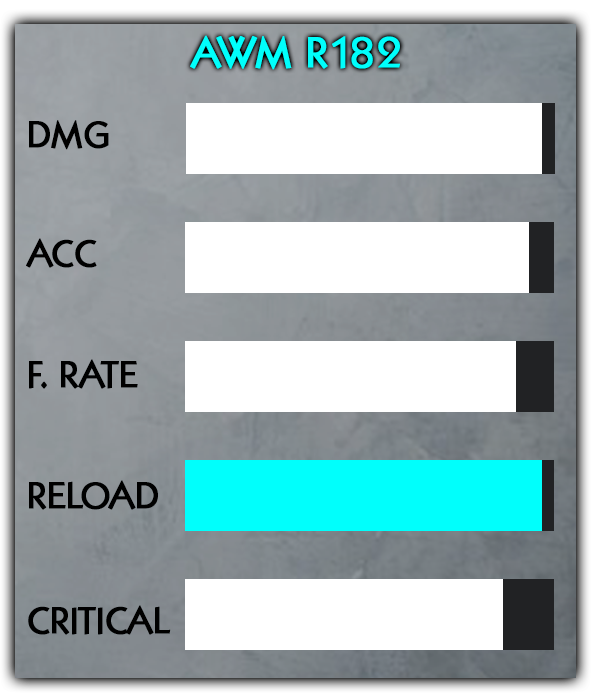 AWM R182
DMG
ACC
F. RATE
RELOAD
CRITICAL